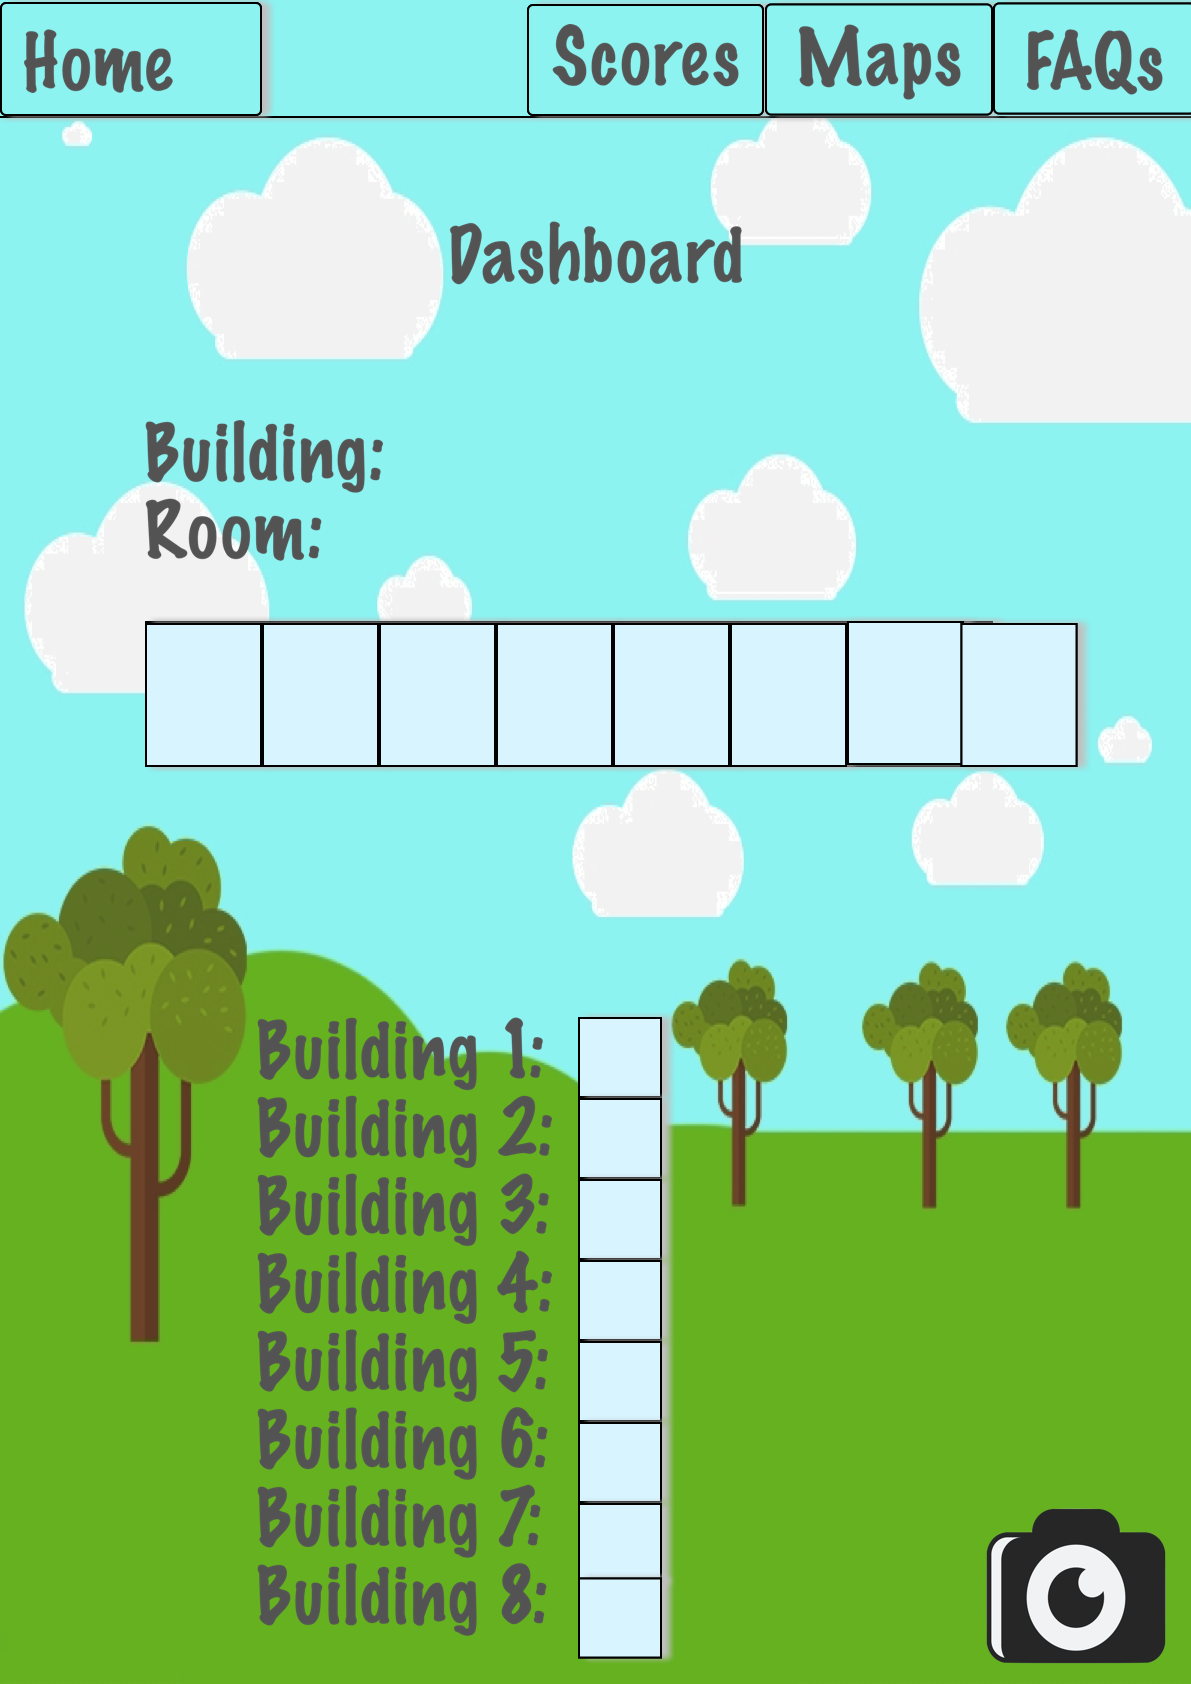 Home Scores Maps FAQs
Dashboard
Building:
Room:
Building 1:
Building 2:
Building 3:
Building 4:
Building 5:
Building 6:
Building 7:
Building 8: